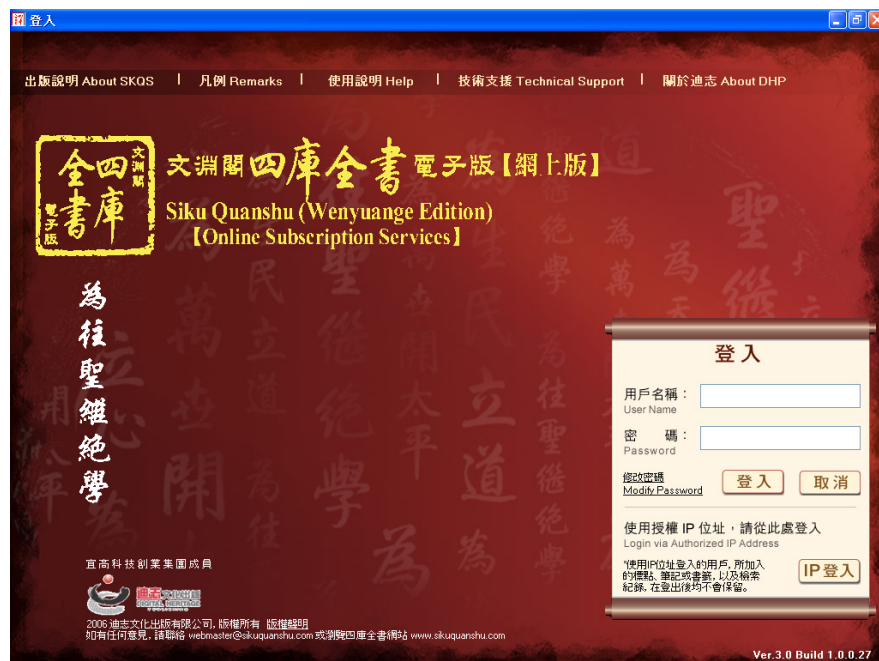 登入
出版說明 About SKQS | 凡例 Remarks | 使用說明 Help | 技術支援 Technical Support | 關於迪志 About DHP
文淵閣
四庫全書
電子版
文淵閣四庫全書電子版【網上版】
Siku Quanshu (Wenyuange Edition)
【Online Subscription Services】
為往聖繼絶學
登入
用戶名稱：
User Name
密 碼：
Password
修改密碼
Modify Password
登入
取消
使用授權 IP 位址，請從此處登入
Login via Authorized IP Address
*使用IP位址登入的用戶, 所加入
的標點、筆記或書籤, 以及檢索
紀錄, 在登出後均不會保留。
IP登入
宜高科技創業集團成員
迪志文化出版
DIGITAL HERITAGE
2006 迪志文化出版有限公司, 版權所有 版權聲明
如有任何意見, 請聯絡 webmaster@sikuquanshu.com 或瀏覽四庫全書網站 www.sikuquanshu.com
Ver.3.0 Build 1.0.0.27